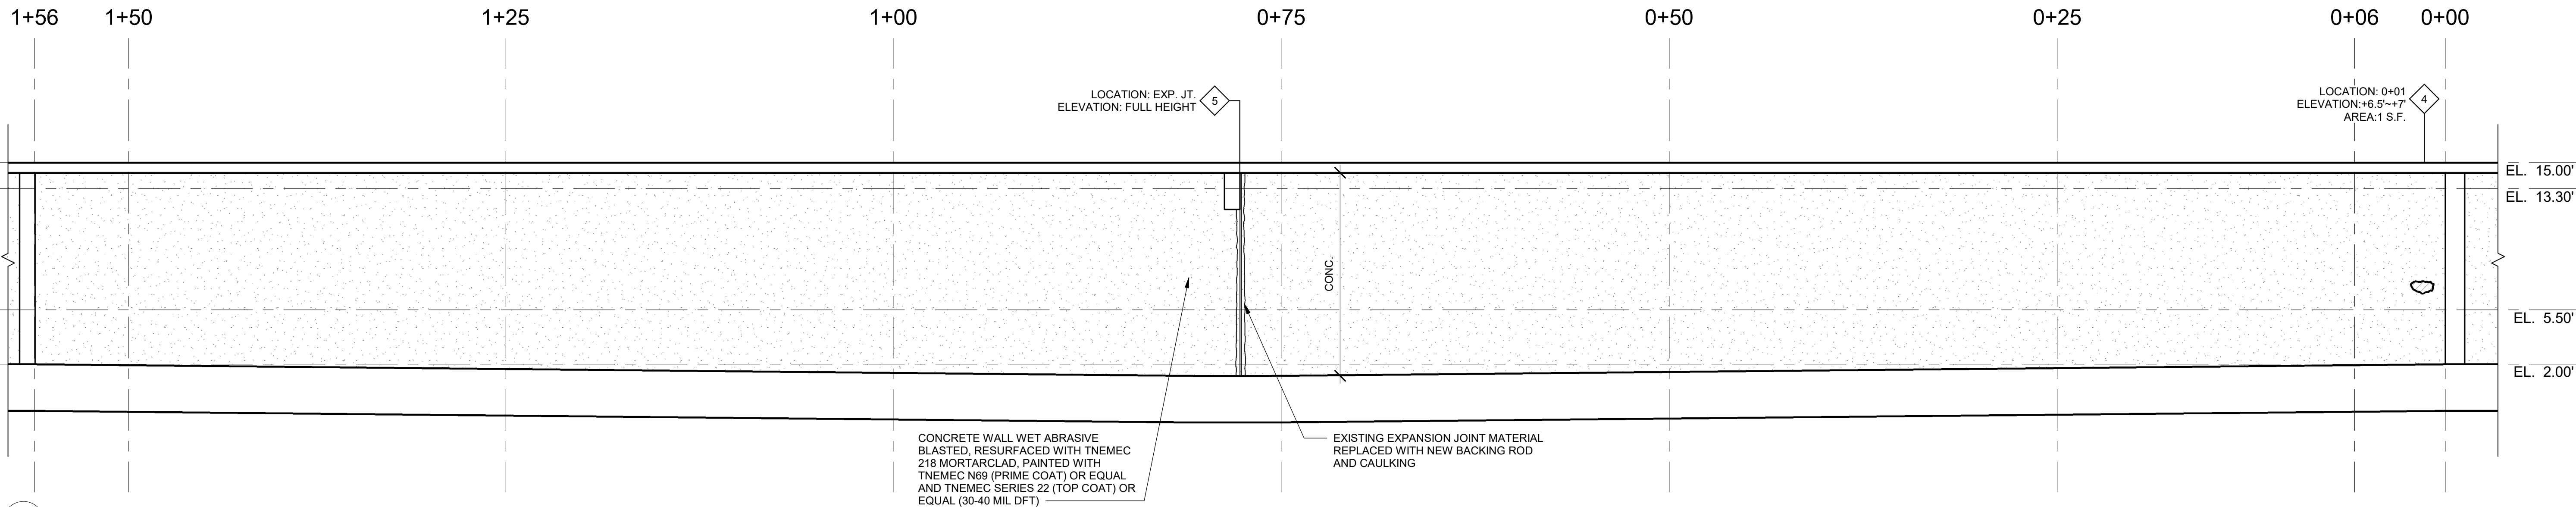 1+56 1+50 1+25 1+00 0+75 0+50 0+25 0+06 0+00
LOCATION: EXP. JT.
ELEVATION: FULL HEIGHT
5
LOCATION: 0+01
ELEVATION:+6.5'~+7'
AREA:1 S.F.
4
EL. 15.00'
EL. 13.30'
CONC.
EL. 5.50'
EL. 2.00'
CONCRETE WALL WET ABRASIVE
BLASTED, RESURFACED WITH TNEMEC
218 MORTARCLAD, PAINTED WITH
TNEMEC N69 (PRIME COAT) OR EQUAL
AND TNEMEC SERIES 22 (TOP COAT) OR
EQUAL (30-40 MIL DFT)
EXISTING EXPANSION JOINT MATERIAL
REPLACED WITH NEW BACKING ROD
AND CAULKING